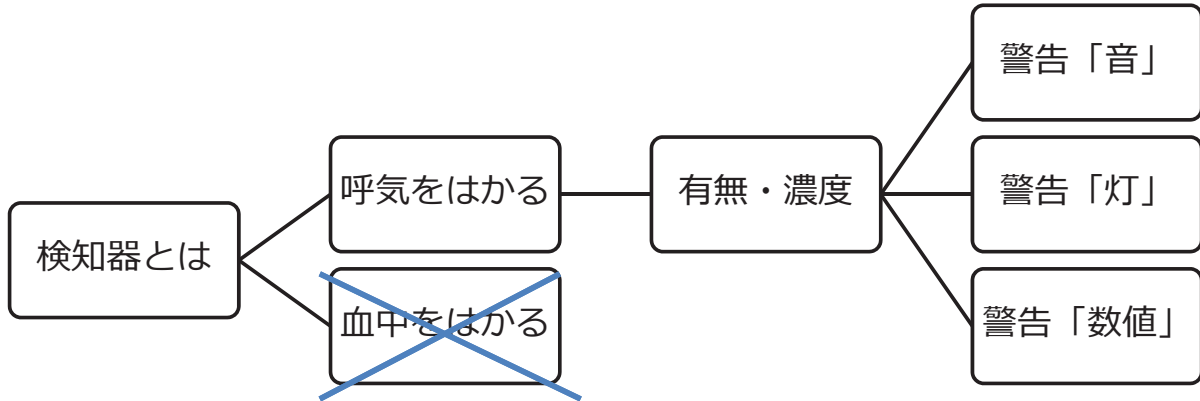 検知器とは
呼気をはかる
血中をはかる
有無・濃度
警告「音」
警告「灯」
警告「数値」